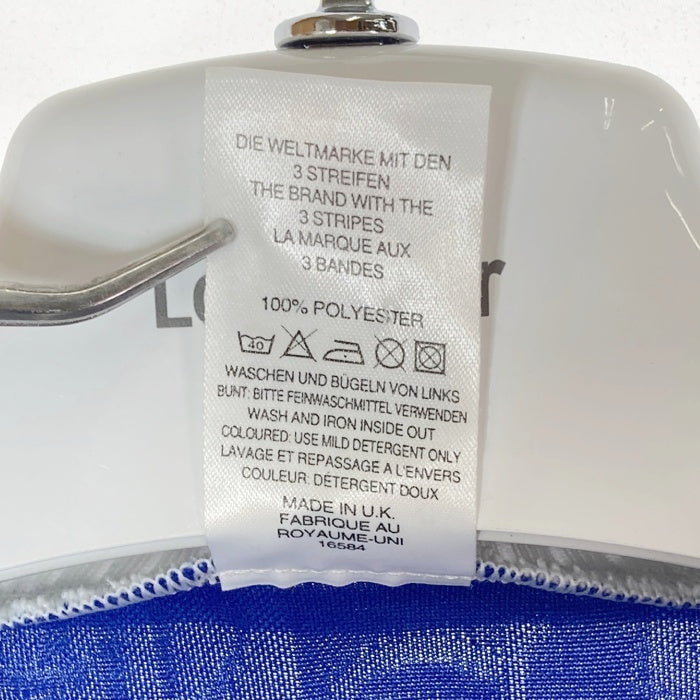 DIE WELTMARKE MIT DEN
3 STREIFEN
THE BRAND WITH THE
3 STRIPES
LA MARQUE AUX
3 BANDES
100% POLYESTER
40
WASCHEN UND BÜGELN VON LINKS
BUNT: BITTE FEINWASCHMITTEL VERWENDEN
WASH AND IRON INSIDE OUT
COLOURED: USE MILD DETERGENT ONLY
LAVAGE ET REPASSAGE A L'ENVERS
COULEUR: DÉTERGENT DOUX
MADE IN U.K.
FABRIQUE AU
ROYAUME-UNI
16584